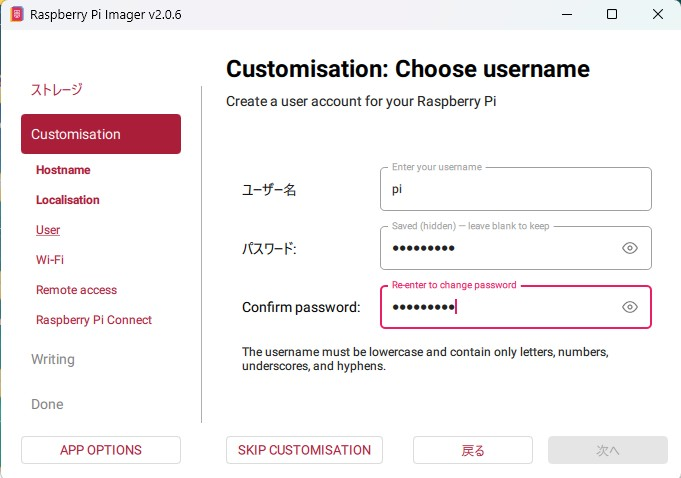 Raspberry Pi Imager v2.0.6
ストレージ
Customisation
Hostname
Localisation
User
Wi-Fi
Remote access
Raspberry Pi Connect
Writing
Done
APP OPTIONS
Customisation: Choose username
Create a user account for your Raspberry Pi
ユーザー名
Enter your username
pi
パスワード:
Saved (hidden) — leave blank to keep
●●●●●●●●●
Confirm password:
Re-enter to change password
●●●●●●●●●
The username must be lowercase and contain only letters, numbers,
underscores, and hyphens.
SKIP CUSTOMISATION
戻る
次へ